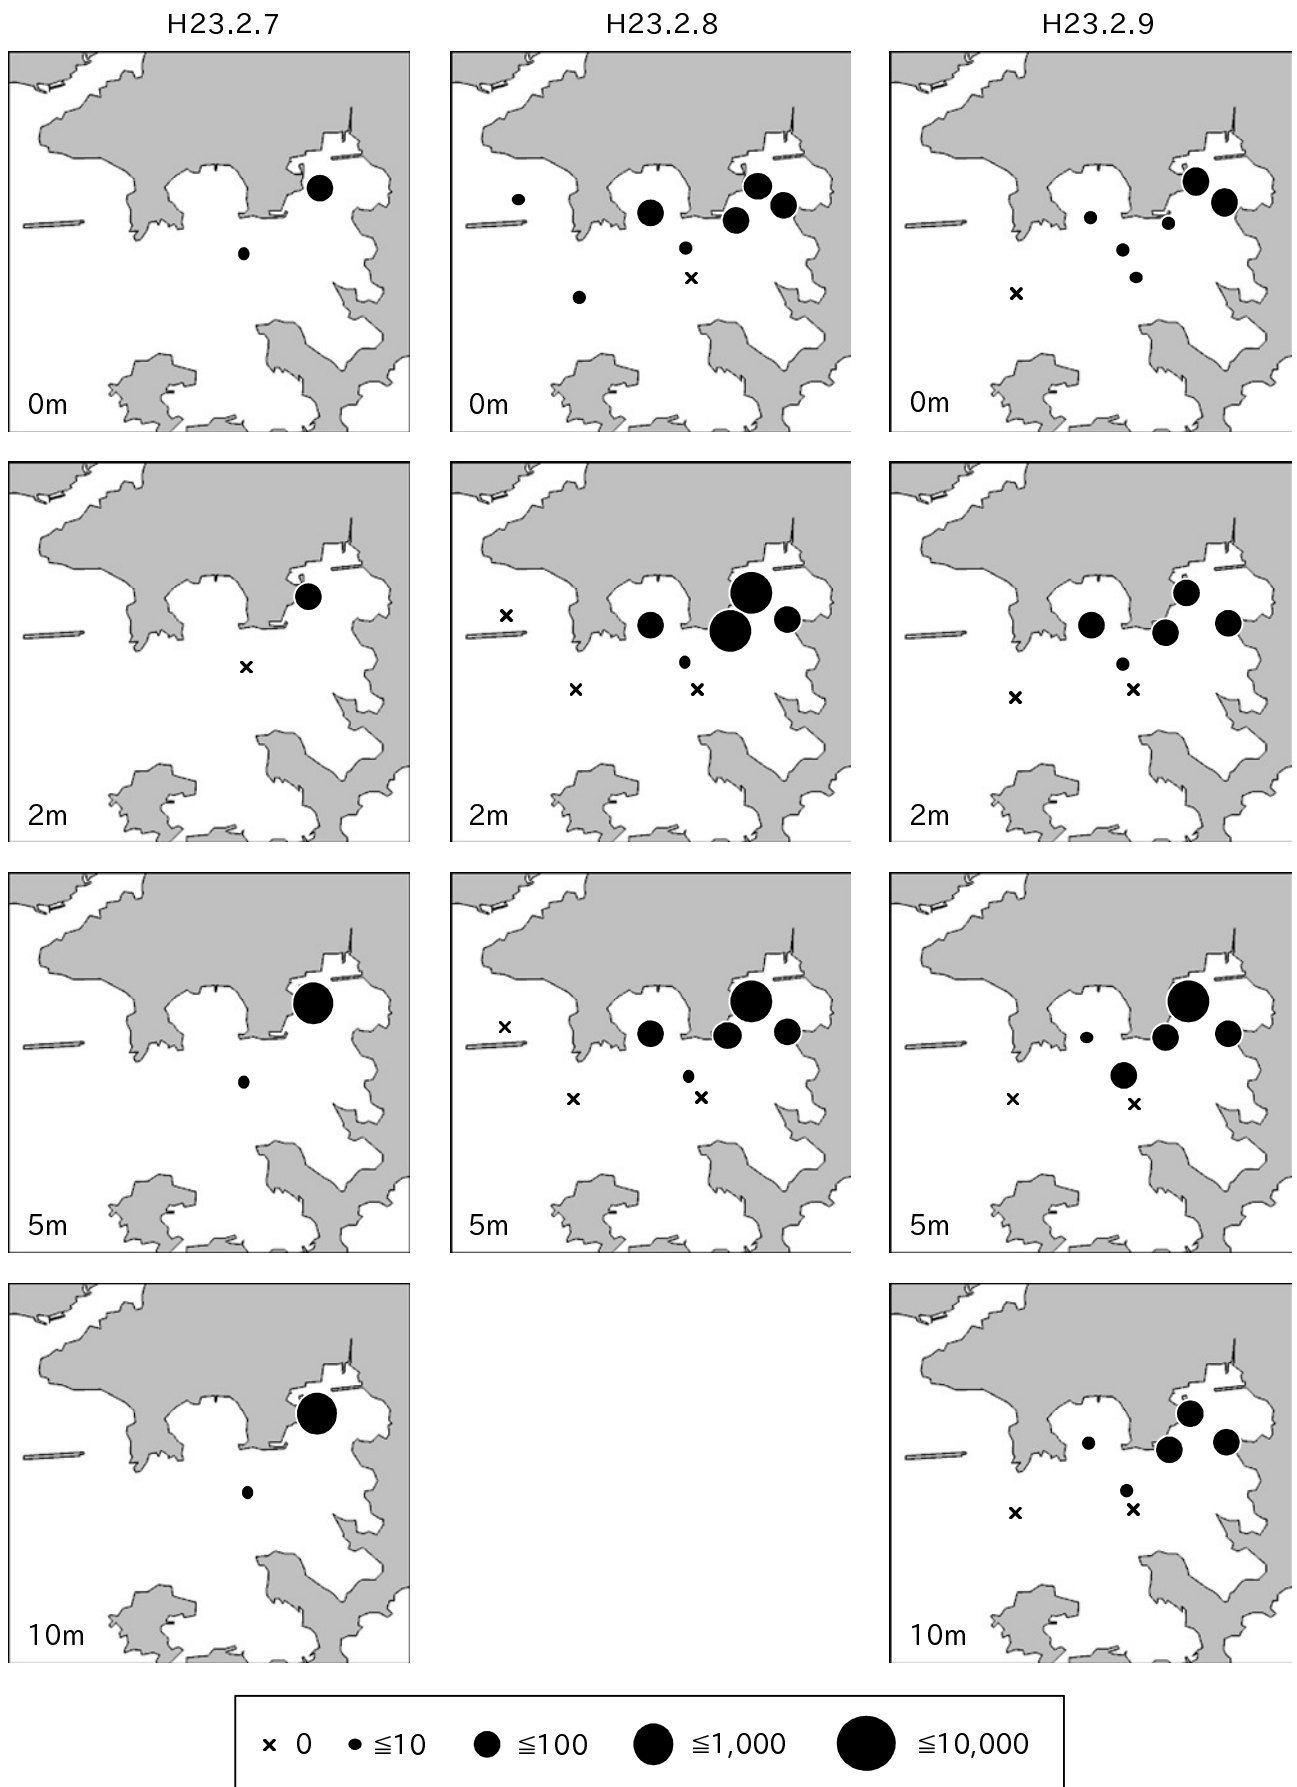 H23.2.7 H23.2.8 H23.2.9
0m 0m 0m
2m 2m 2m
5m 5m 5m
10m 10m
× 0 ≦10 ≦100 ≦1,000 ≦10,000